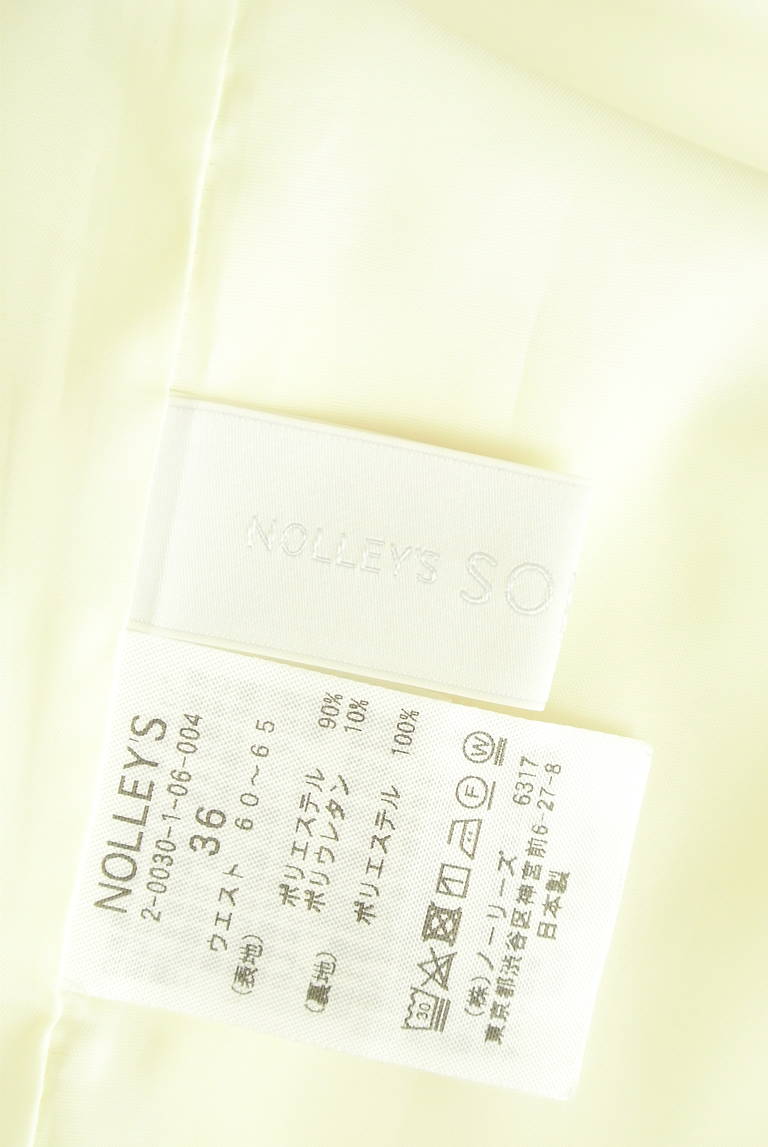 NOLLEY'S SO
NOLLEY'S
2-0030-1-06-004
36
ウエスト 60～65
(表地)
ポリエステル 90%
ポリウレタン 10%
(裏地)
ポリエステル 100%
30 F W
(株)ノーリーズ 6317
東京都渋谷区神宮前6-27-8
日本製